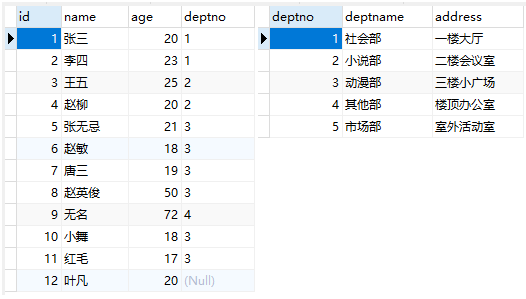 id name age deptno
1 张三 20 1
2 李四 23 1
3 王五 25 2
4 赵柳 20 2
5 张无忌 21 3
6 赵敏 18 3
7 唐三 19 3
8 赵英俊 50 3
9 无名 72 4
10 小舞 18 3
11 红毛 17 3
12 叶凡 20 (Null)
deptno deptname address
1 社会部 一楼大厅
2 小说部 二楼会议室
3 动漫部 三楼小广场
4 其他部 楼顶办公室
5 市场部 室外活动室